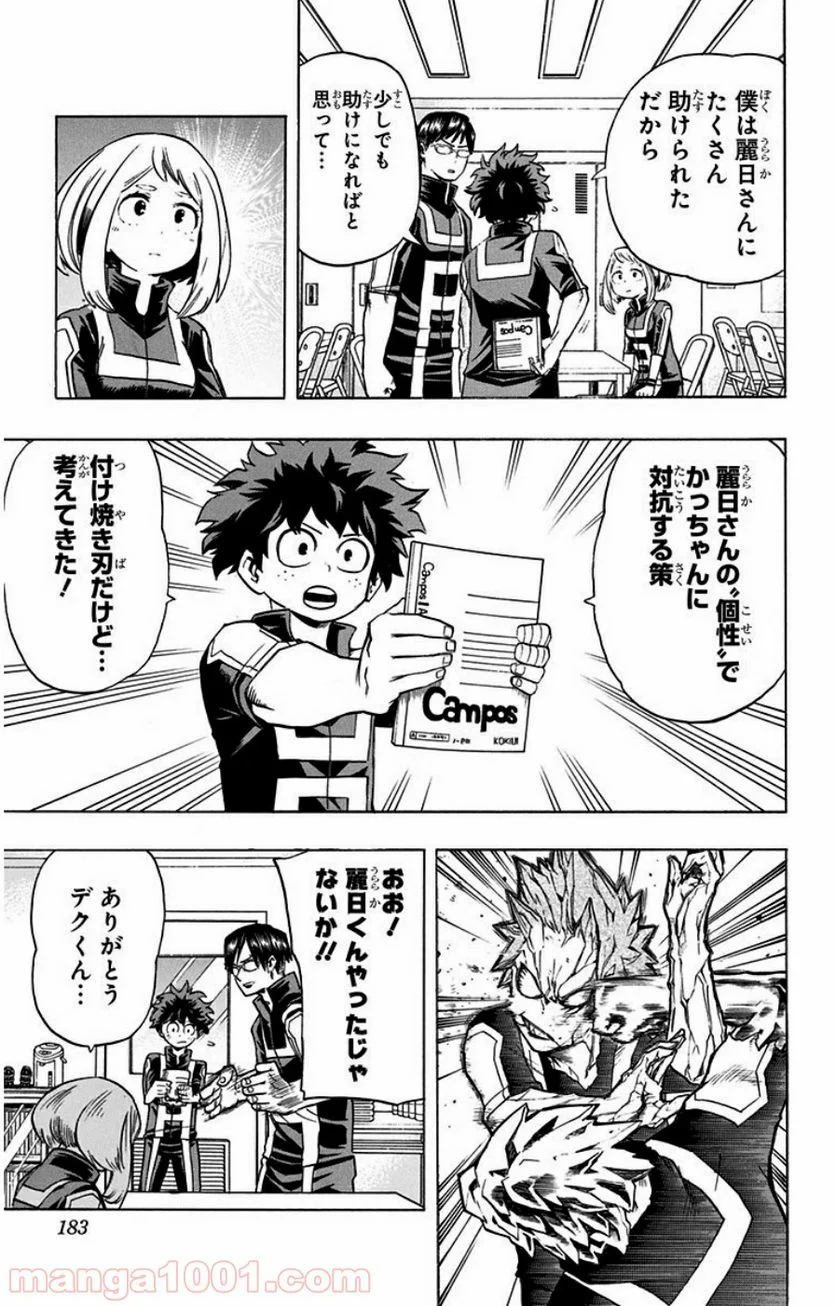 僕は麗日さんに
たくさん
助けられた
だから
少しでも
助けになればと
思って…
Campos
麗日さんの〝個性〟で
かっちゃんに
対抗する策
付け焼き刃だけど…
考えてきた!
Campus
Campos
KOKUI
おお!
麗日くんやったじゃ
ないか!!
ありがとう
デクくん…
183
manga1001.com